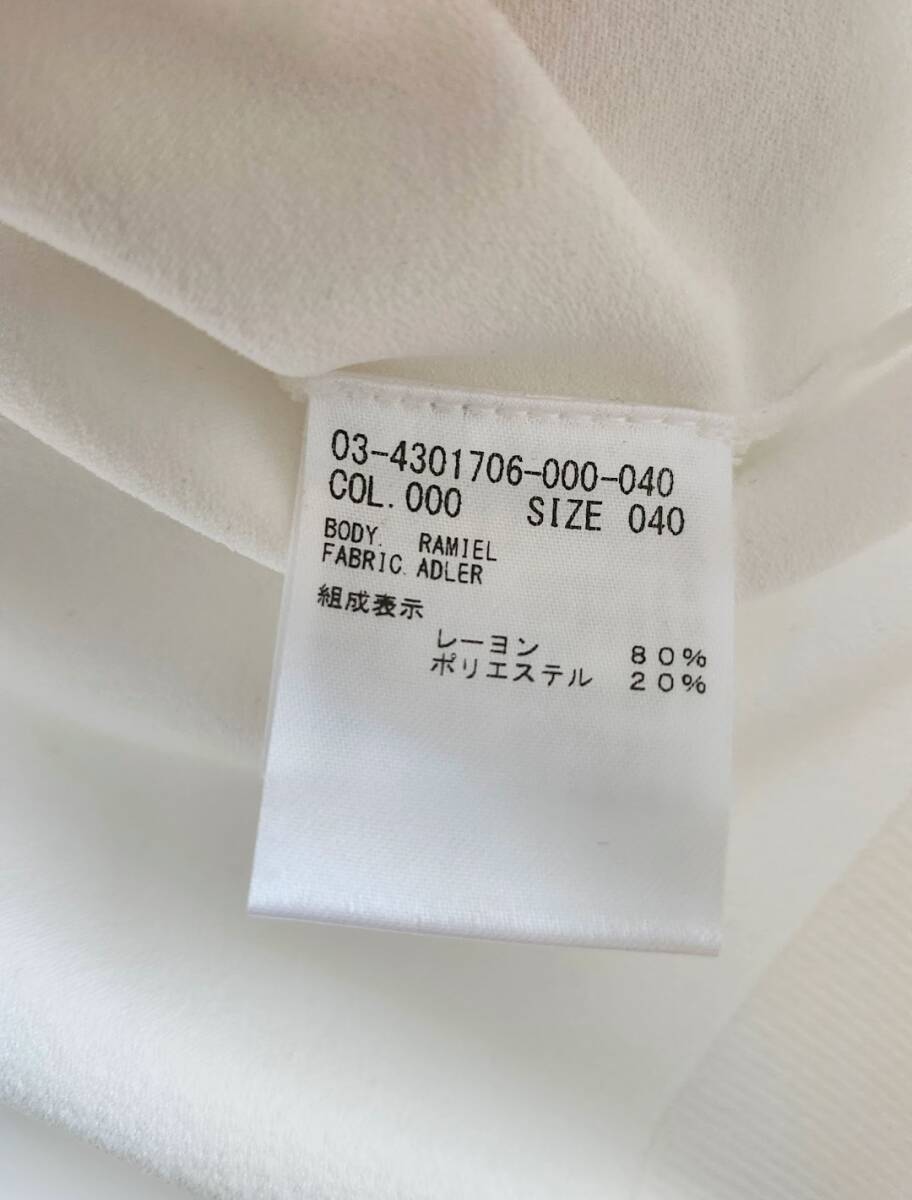 03-4301706-000-040
COL. 000 SIZE 040
BODY. RAMIEL
FABRIC. ADLER
組成表示
レーヨン 80%
ポリエステル 20%